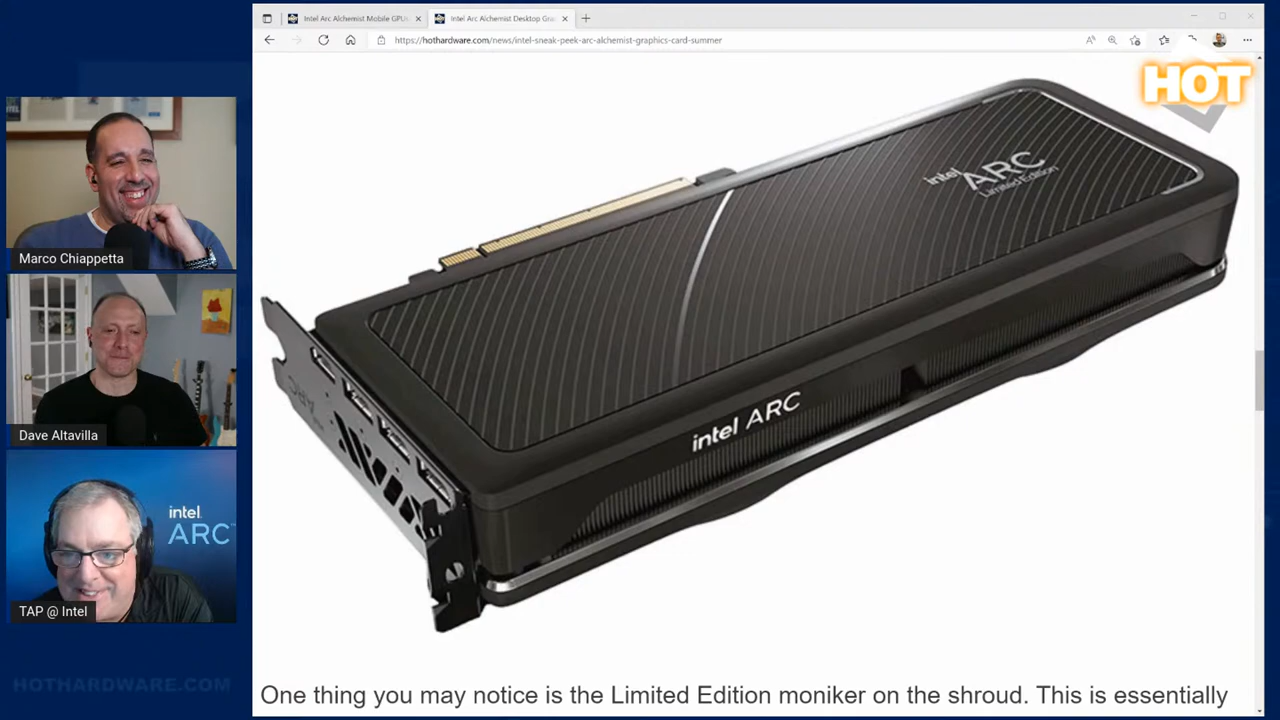 Intel Arc Alchemist Mobile GPU
Intel Arc Alchemist Desktop Gra
https://hothardware.com/news/intel-sneak-peek-arc-alchemist-graphics-card-summer
HOT
intel ARC
Limited Edition
intel ARC
Marco Chiappetta
Dave Altavilla
intel
ARC
TAP @ Intel
HOTHARDWARE.COM
One thing you may notice is the Limited Edition moniker on the shroud. This is essentially